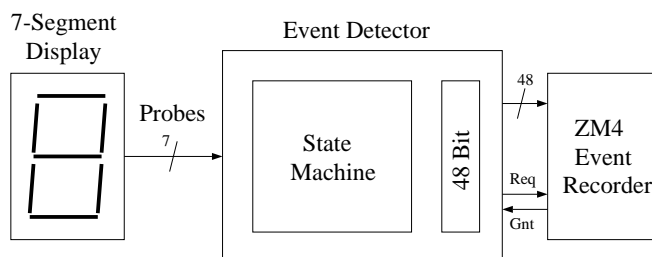 7-Segment
Display
Event Detector
Probes
7
State
Machine
48 Bit
48
ZM4
Event
Recorder
Req
Gnt